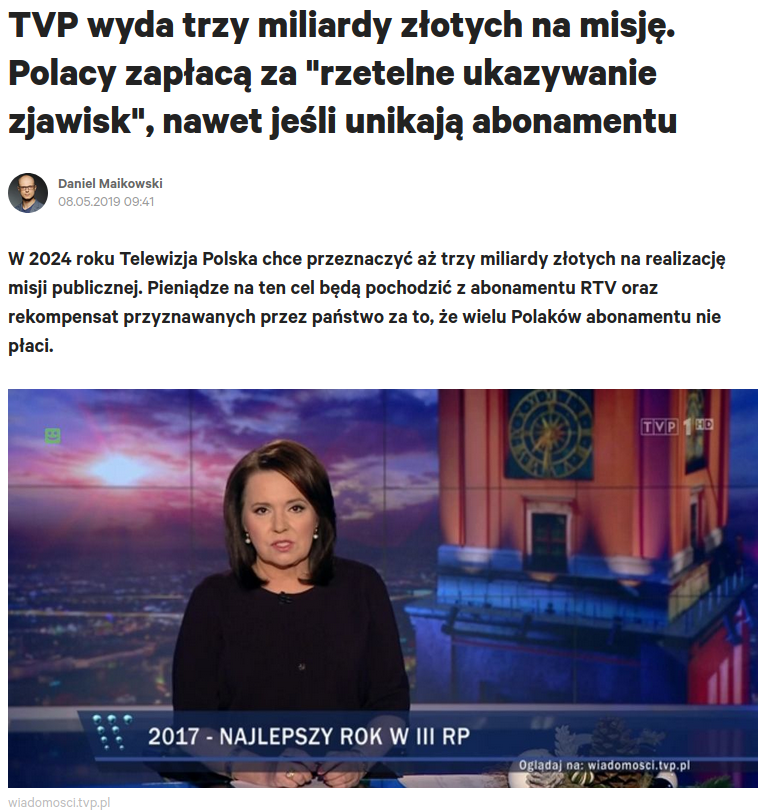 TVP wyda trzy miliardy złotych na misję.
Polacy zapłacą za "rzetelne ukazywanie
zjawisk", nawet jeśli unikają abonamentu
Daniel Maikowski
08.05.2019 09:41
W 2024 roku Telewizja Polska chce przeznaczyć aż trzy miliardy złotych na realizację
misji publicznej. Pieniądze na ten cel będą pochodzić z abonamentu RTV oraz
rekompensat przyznawanych przez państwo za to, że wielu Polaków abonamentu nie
płaci.
TVP 1 HD
W 2017 - NAJLEPSZY ROK W III RP
Oglądaj na: wiadomosci.tvp.pl
wiadomosci.tvp.pl